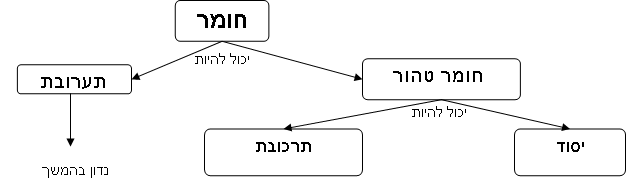 חומר
יכול להיות
חומר טהור
תערובת
יכול להיות
יסוד
תרכובת
נדון בהמשך